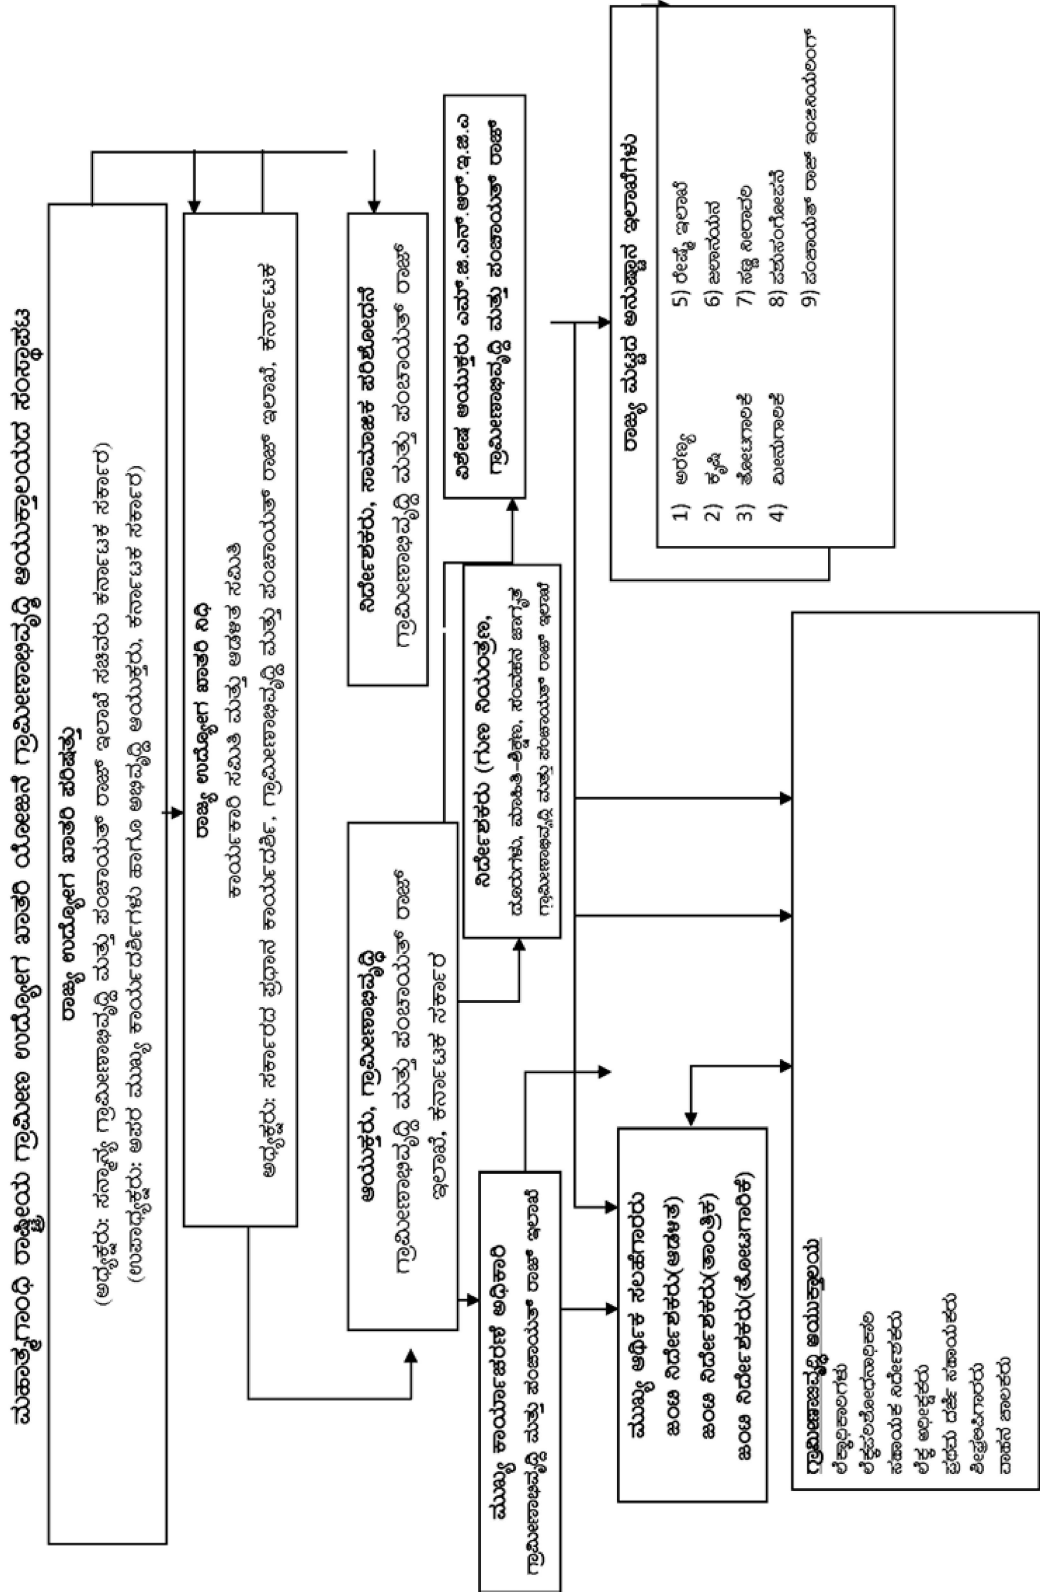 ಮಹಾತ್ಮಗಾಂಧಿ ರಾಷ್ಟ್ರೀಯ ಗ್ರಾಮೀಣ ಉದ್ಯೋಗ ಖಾತರಿ ಯೋಜನೆ ಗ್ರಾಮೀಣಾಭಿವೃದ್ಧಿ ಆಯುಕ್ತಾಲಯದ ಸಂಸ್ಥಾಪಟ
ರಾಜ್ಯ ಉದ್ಯೋಗ ಖಾತರಿ ಪರಿಷತ್ತು
(ಅಧ್ಯಕ್ಷರು: ಸನ್ಮಾನ್ಯ ಗ್ರಾಮೀಣಾಭಿವೃದ್ಧಿ ಮತ್ತು ಪಂಚಾಯತ್ ರಾಜ್ ಇಲಾಖೆ ಸಚಿವರು ಕರ್ನಾಟಕ ಸರ್ಕಾರ)
(ಉಪಾಧ್ಯಕ್ಷರು: ಅಪರ ಮುಖ್ಯ ಕಾರ್ಯದರ್ಶಿಗಳು ಹಾಗೂ ಅಭಿವೃದ್ಧಿ ಆಯುಕ್ತರು, ಕರ್ನಾಟಕ ಸರ್ಕಾರ)
ರಾಜ್ಯ ಉದ್ಯೋಗ ಖಾತರಿ ನಿಧಿ
ಕಾರ್ಯಕಾರಿ ಸಮಿತಿ ಮತ್ತು ಆಡಳಿತ ಸಮಿತಿ
ಅಧ್ಯಕ್ಷರು: ಸರ್ಕಾರದ ಪ್ರಧಾನ ಕಾರ್ಯದರ್ಶಿ, ಗ್ರಾಮೀಣಾಭಿವೃದ್ಧಿ ಮತ್ತು ಪಂಚಾಯತ್ ರಾಜ್ ಇಲಾಖೆ, ಕರ್ನಾಟಕ
ಆಯುಕ್ತರು, ಗ್ರಾಮೀಣಾಭಿವೃದ್ಧಿ
ಗ್ರಾಮೀಣಾಭಿವೃದ್ಧಿ ಮತ್ತು ಪಂಚಾಯತ್ ರಾಜ್
ಇಲಾಖೆ, ಕರ್ನಾಟಕ ಸರ್ಕಾರ
ನಿರ್ದೇಶಕರು, ಸಾಮಾಜಿಕ ಪರಿಶೋಧನೆ
ಗ್ರಾಮೀಣಾಭಿವೃದ್ಧಿ ಮತ್ತು ಪಂಚಾಯತ್ ರಾಜ್
ಮುಖ್ಯ ಕಾರ್ಯಾಚರಣೆ ಅಧಿಕಾರಿ
ಗ್ರಾಮೀಣಾಭಿವೃದ್ಧಿ ಮತ್ತು ಪಂಚಾಯತ್ ರಾಜ್ ಇಲಾಖೆ
ನಿರ್ದೇಶಕರು (ಗುಣ ನಿಯಂತ್ರಣ,
ದೂರುಗಳು, ಮಾಹಿತಿ-ಶಿಕ್ಷಣ, ಸಂವಹನ ಜಾಗೃತ
ಗ್ರಾಮೀಣಾಭಿವೃದ್ಧಿ ಮತ್ತು ಪಂಚಾಯತ್ ರಾಜ್ ಇಲಾಖೆ
ವಿಶೇಷ ಆಯುಕ್ತರು ಎಮ್.ಜಿ.ಎನ್.ಆರ್.ಇ.ಜಿ.ಎ
ಗ್ರಾಮೀಣಾಭಿವೃದ್ಧಿ ಮತ್ತು ಪಂಚಾಯತ್ ರಾಜ್
ಮುಖ್ಯ ಆರ್ಥಿಕ ಸಲಹೆಗಾರರು
ಜಂಟಿ ನಿರ್ದೇಶಕರು(ಆಡಳಿತ)
ಜಂಟಿ ನಿರ್ದೇಶಕರು(ತಾಂತ್ರಿಕ)
ಜಂಟಿ ನಿರ್ದೇಶಕರು(ತೋಟಗಾರಿಕೆ)
ರಾಜ್ಯ ಮಟ್ಟದ ಅನುಷ್ಠಾನ ಇಲಾಖೆಗಳು
1) ಅರಣ್ಯ 5) ರೇಷ್ಮೆ ಇಲಾಖೆ
2) ಕೃಷಿ 6) ಜಲಾನಯನ
3) ತೋಟಗಾರಿಕೆ 7) ಸಣ್ಣ ನೀರಾವರಿ
4) ಮೀನುಗಾರಿಕೆ 8) ಪಶುಸಂಗೋಪನೆ
9) ಪಂಚಾಯತ್ ರಾಜ್ ಇಂಜಿನಿಯರಿಂಗ್
ಗ್ರಾಮೀಣಾಭಿವೃದ್ಧಿ ಆಯುಕ್ತಾಲಯ
ಲೆಕ್ಕಾಧಿಕಾರಿಗಳು
ಲೆಕ್ಕಪರಿಶೋಧನಾಧಿಕಾರಿ
ಸಹಾಯಕ ನಿರ್ದೇಶಕರು
ಲೆಕ್ಕ ಅಧೀಕ್ಷಕರು
ಪ್ರಥಮ ದರ್ಜೆ ಸಹಾಯಕರು
ಶೀಘ್ರಲಿಪಿಗಾರರು
ವಾಹನ ಚಾಲಕರು